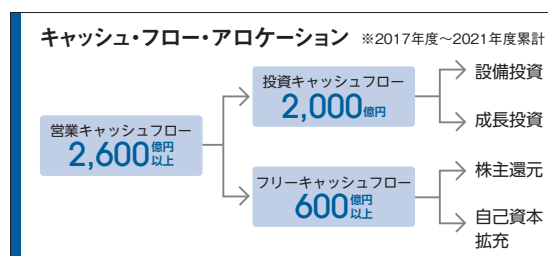 キャッシュ・フロー・アロケーション ※2017年度～2021年度累計
営業キャッシュフロー
2,600億円以上
投資キャッシュフロー
2,000億円
設備投資
成長投資
フリーキャッシュフロー
600億円以上
株主還元
自己資本
拡充